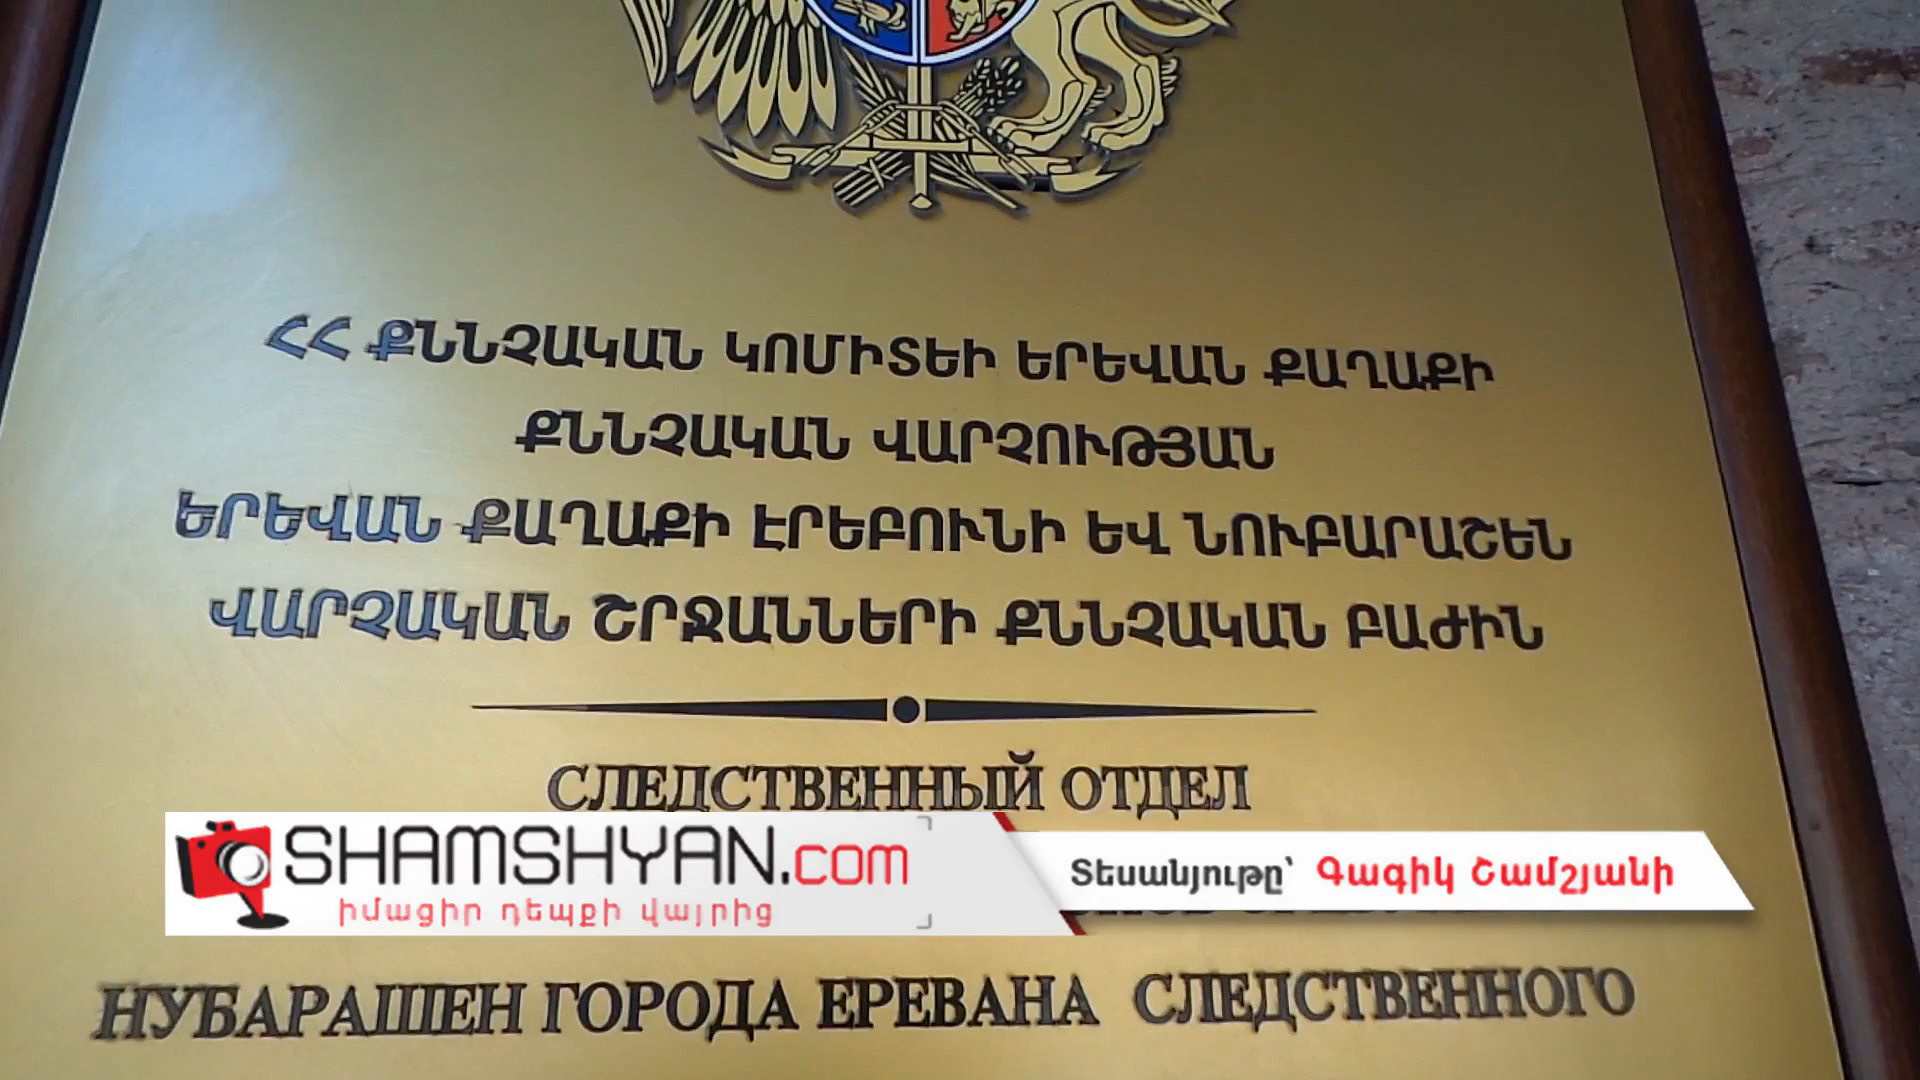 ՀՀ ՔՆՆՉԱԿԱՆ ԿՈՄԻՏԵԻ ԵՐԵՎԱՆ ՔԱՂԱՔԻ
ՔՆՆՉԱԿԱՆ ՎԱՐՉՈՒԹՅԱՆ
ԵՐԵՎԱՆ ՔԱՂԱՔԻ ԷՐԵԲՈՒՆԻ ԵՎ ՆՈՒԲԱՐԱՇԵՆ
ՎԱՐՉԱԿԱՆ ՇՐՋԱՆՆԵՐԻ ՔՆՆՉԱԿԱՆ ԲԱԺԻՆ
СЛЕДСТВЕННЫЙ ОТДЕЛ
SHAMSHYAN.com
իմացիր դեպքի վայրից
Տեսանյութը՝ Գագիկ Շամշյանի
НУБАРАШЕН ГОРОДА ЕРЕВАНА СЛЕДСТВЕННОГО